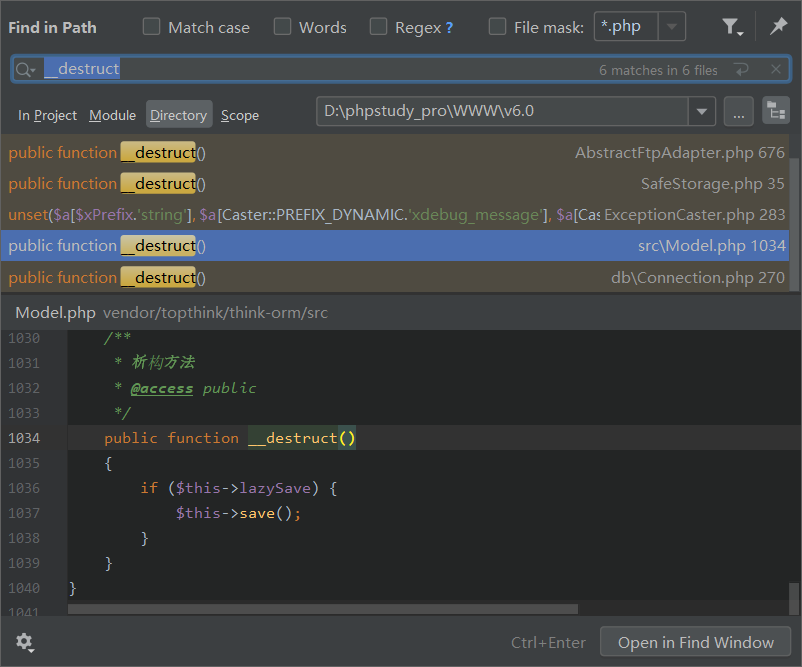 Find in Path Match case Words Regex ? File mask: *.php
__destruct 6 matches in 6 files
In Project Module Directory Scope D:\phpstudy_pro\WWW\v6.0 ...
public function __destruct() AbstractFtpAdapter.php 676
public function __destruct() SafeStorage.php 35
unset($a[$xPrefix.'string'], $a[Caster::PREFIX_DYNAMIC.'xdebug_message'], $a[Cas ExceptionCaster.php 283
public function __destruct() src\Model.php 1034
public function __destruct() db\Connection.php 270
Model.php vendor/topthink/think-orm/src
1030 /**
1031 * 析构方法
1032 * @access public
1033 */
1034 public function __destruct()
1035 {
1036 if ($this->lazySave) {
1037 $this->save();
1038 }
1039 }
1040 }
1041
Ctrl+Enter Open in Find Window